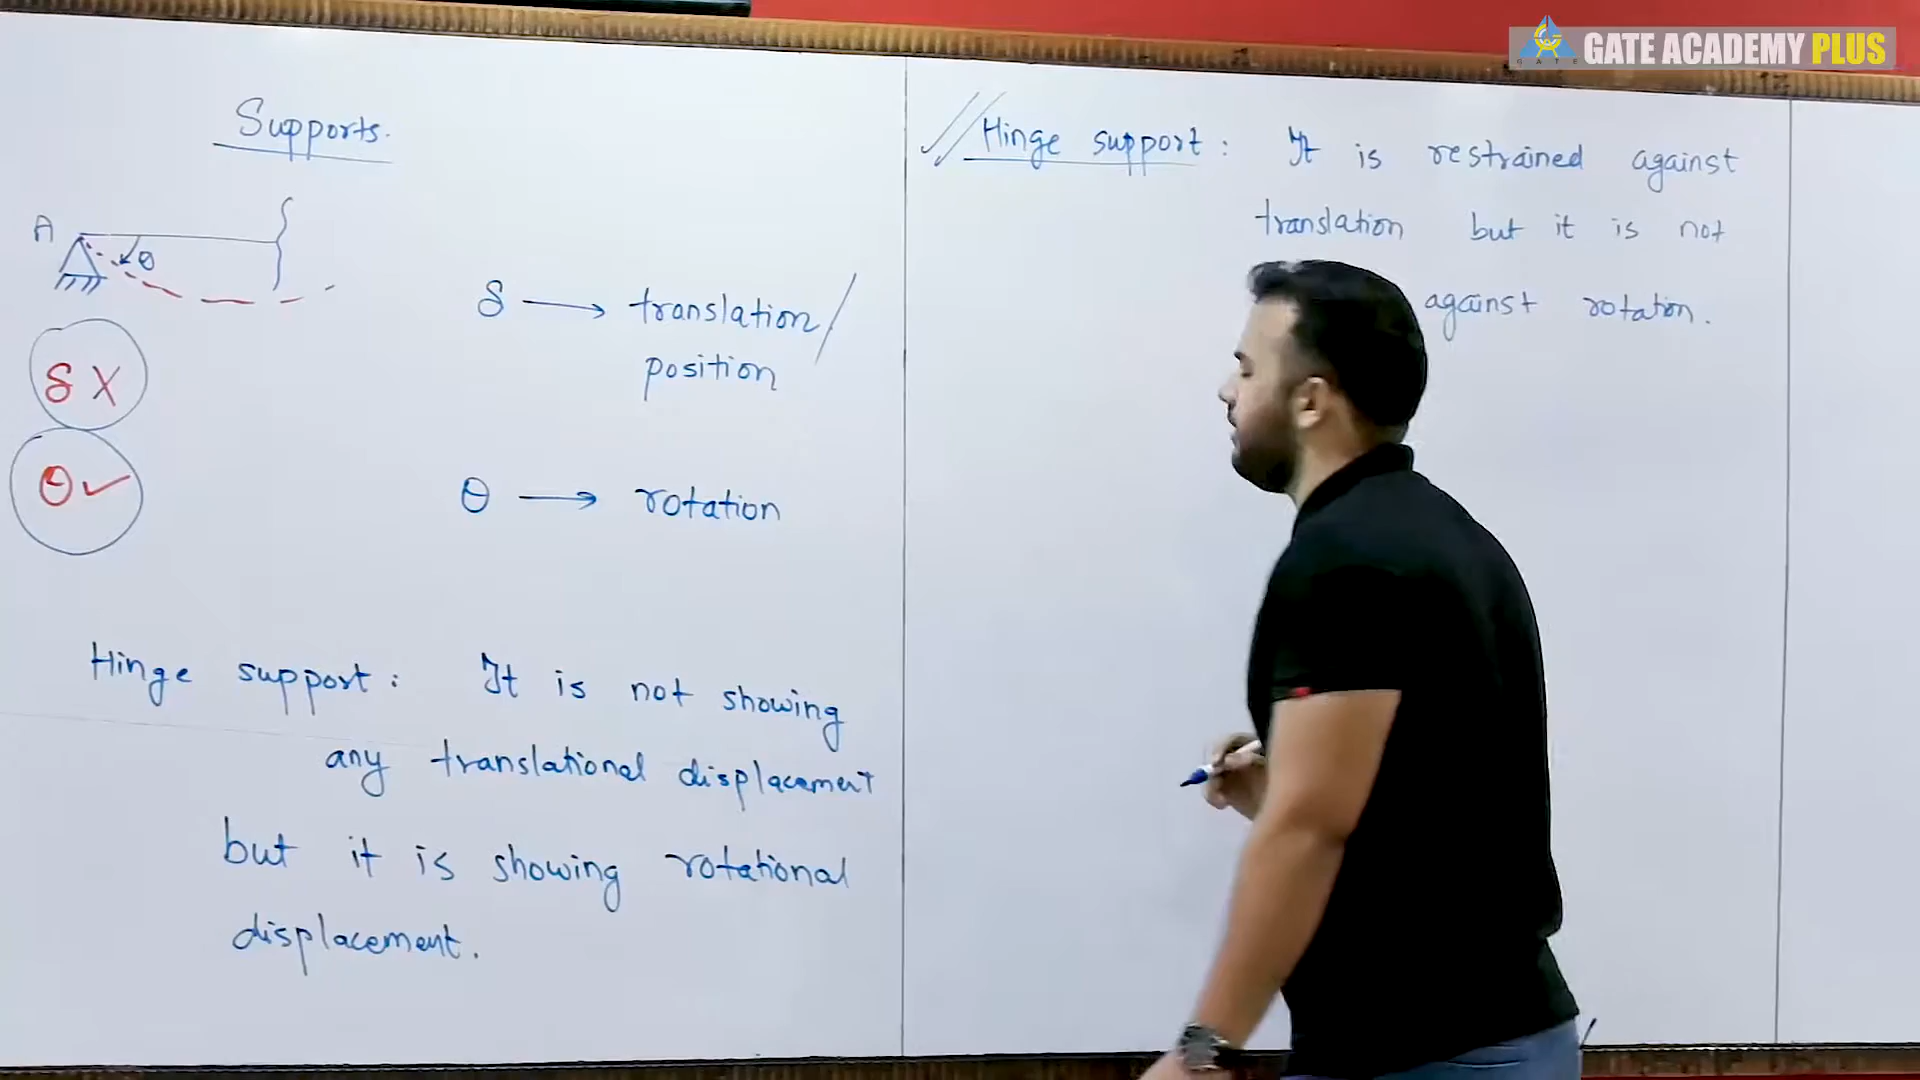 GATE ACADEMY PLUS
GATE
Supports.
A
θ
δ X
θ ✓
δ → translation/
position
θ → rotation
Hinge support : It is not showing
any translational displacement
but it is showing rotational
displacement.
Hinge support : It is restrained against
translation but it is not
against rotation.